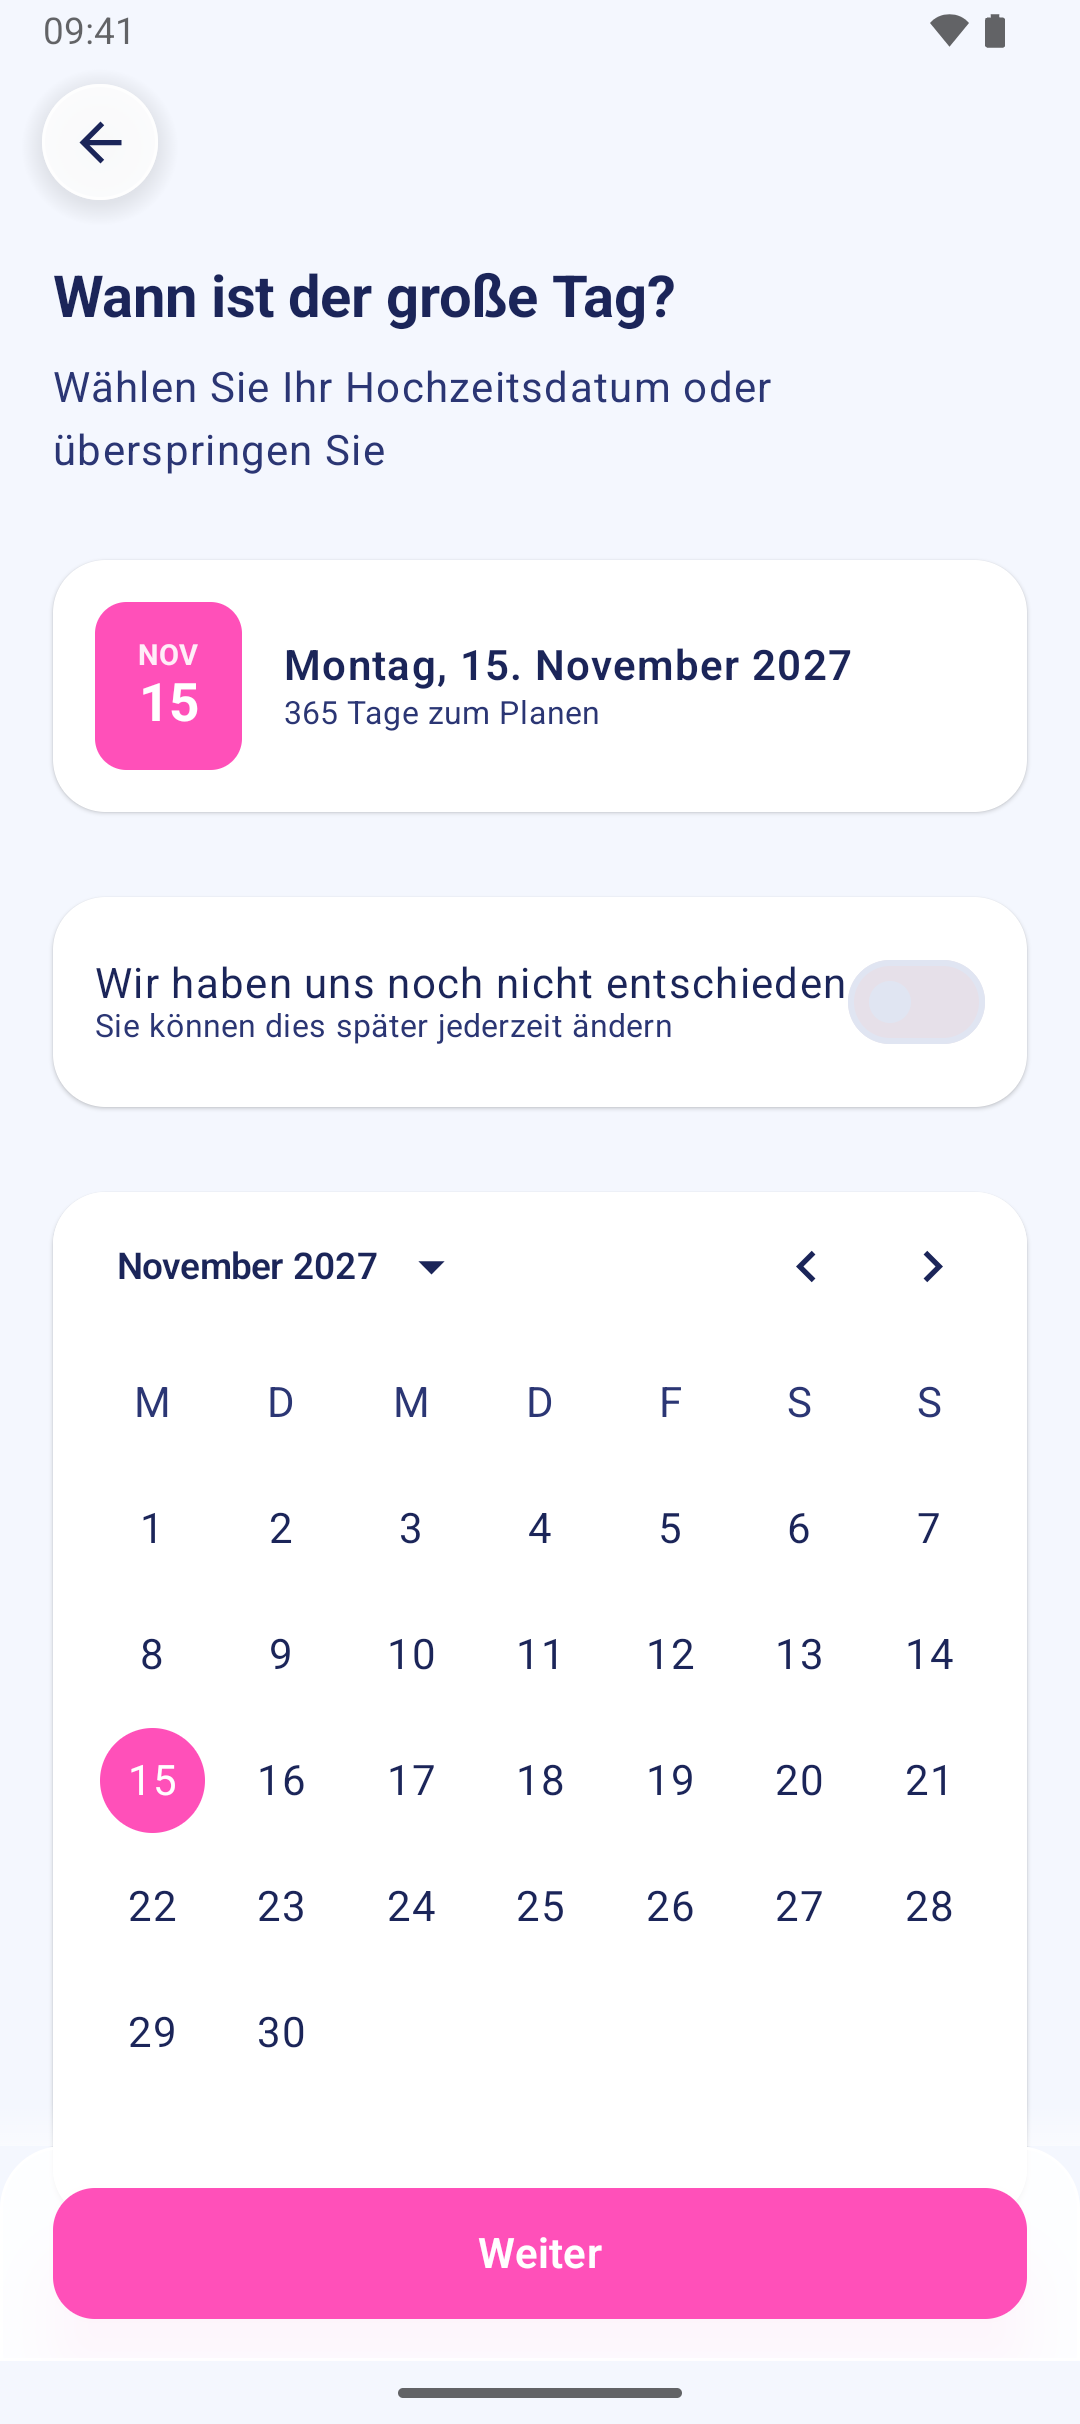 09:41
Wann ist der große Tag?
Wählen Sie Ihr Hochzeitsdatum oder
überspringen Sie
NOV
15
Montag, 15. November 2027
365 Tage zum Planen
Wir haben uns noch nicht entschieden
Sie können dies später jederzeit ändern
November 2027
M D M D F S S
1 2 3 4 5 6 7
8 9 10 11 12 13 14
15 16 17 18 19 20 21
22 23 24 25 26 27 28
29 30
Weiter